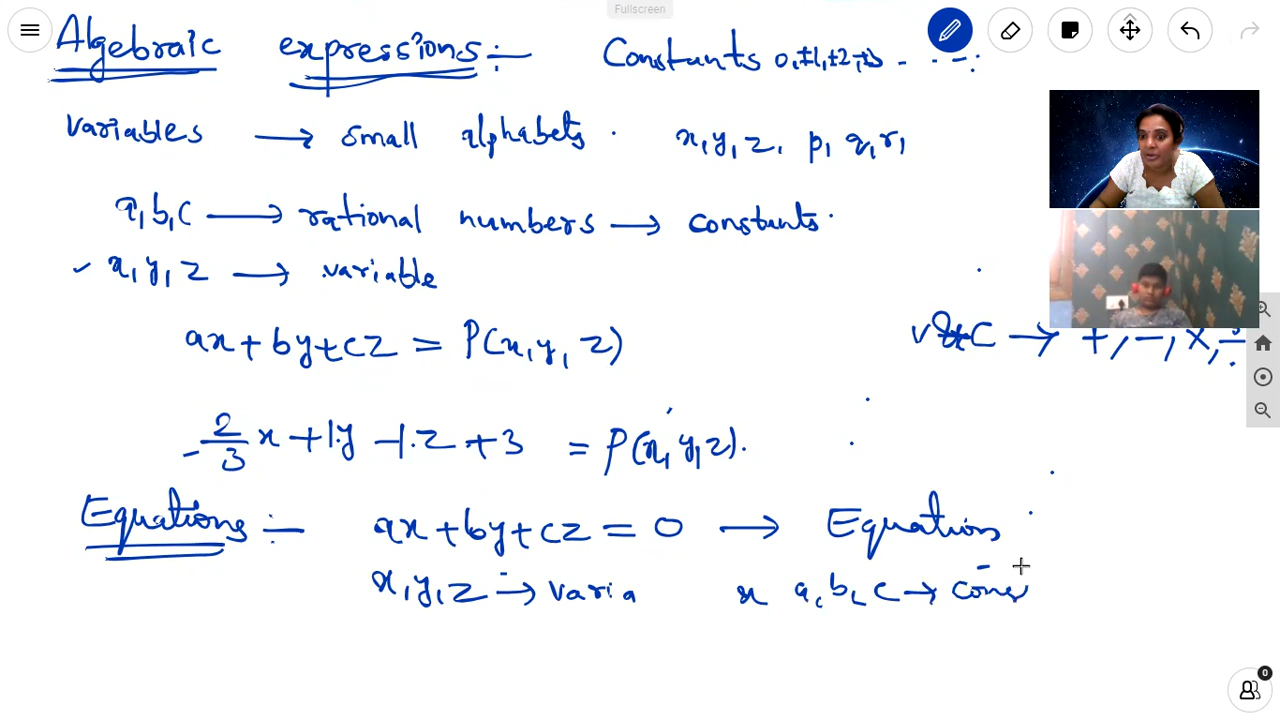 Fullscreen
Algebraic expressions :- Constants 0, ±1, ±2, ±3 - - - -.
Variables → small alphabets. x, y, z, p, q, r,
a, b, c → rational numbers → constants.
✓ x, y, z → variable
ax + by + cz = P(x, y, z)
V & C → +, -, ×, ÷
-2/3 x + 1.y - 1.z + 3 = P(x, y, z).
Equations :- ax + by + cz = 0 → Equation
x, y, z → varia x a, b, c → cons
0